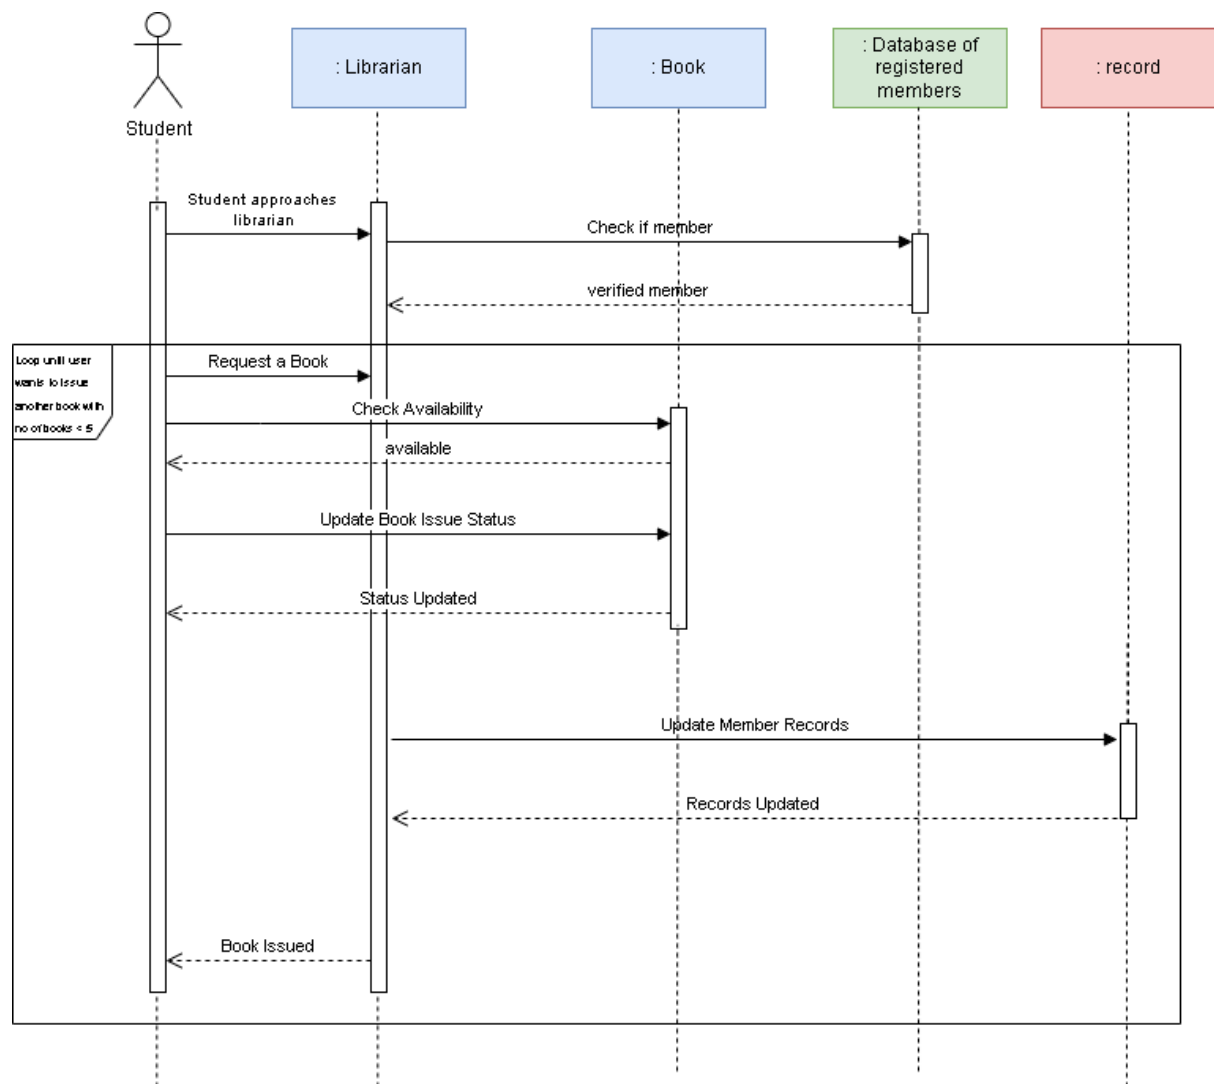 Student
: Librarian
: Book
: Database of
registered
members
: record
Student approaches
librarian
Check if member
verified member
Loop until user
wants to issue
another book with
no of books < 5
Request a Book
Check Availability
available
Update Book Issue Status
Status Updated
Update Member Records
Records Updated
Book Issued